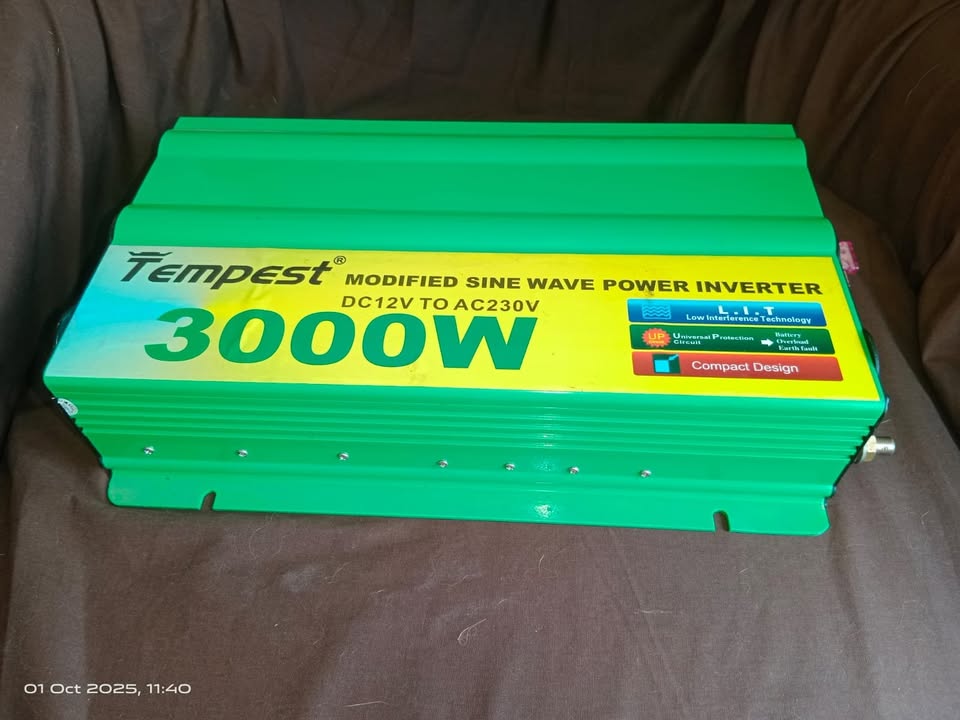 Tempest®
MODIFIED SINE WAVE POWER INVERTER
DC12V TO AC230V
3000W
L.I.T
Low Interference Technology
UP
Universal Protection
Circuit
Battery
Overload
Earth fault
Compact Design
01 Oct 2025, 11:40